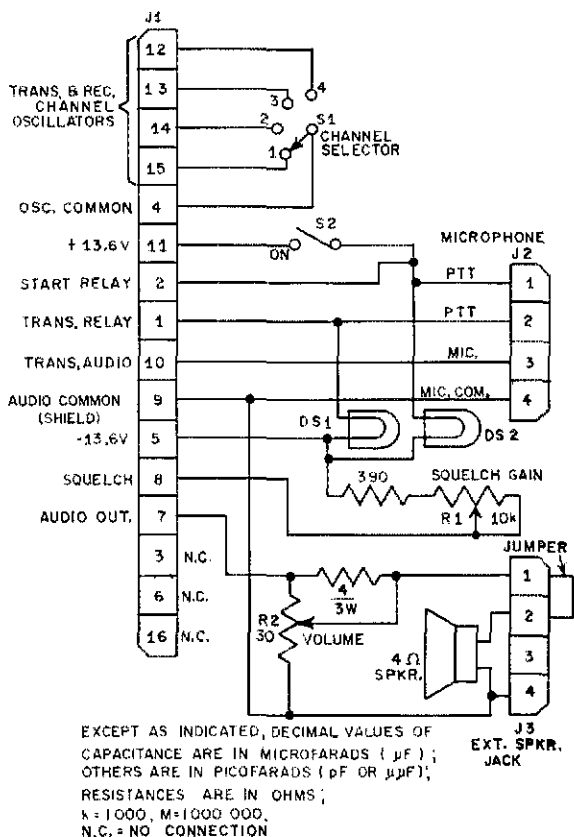 J1
12
TRANS. & REC.
CHANNEL
OSCILLATORS
13
14
15
4
3
2
1
S1
CHANNEL
SELECTOR
OSC. COMMON
4
+ 13.6V
11
ON
S2
MICROPHONE
J2
START RELAY
2
PTT
1
TRANS. RELAY
1
PTT
2
TRANS. AUDIO
10
MIC.
3
AUDIO COMMON
(SHIELD)
9
MIC. COM.
4
DS1
DS2
-13.6V
5
390
SQUELCH GAIN
SQUELCH
8
R1
10k
AUDIO OUT.
7
JUMPER
3
N.C.
4
3W
1
6
N.C.
R2
30
VOLUME
2
16
N.C.
4Ω
SPKR.
3
4
J3
EXT. SPKR.
JACK
EXCEPT AS INDICATED, DECIMAL VALUES OF
CAPACITANCE ARE IN MICROFARADS ( µF ) ;
OTHERS ARE IN PICOFARADS ( pF OR µµF);
RESISTANCES ARE IN OHMS ;
k = 1000, M=1000 000.
N.C. = NO CONNECTION